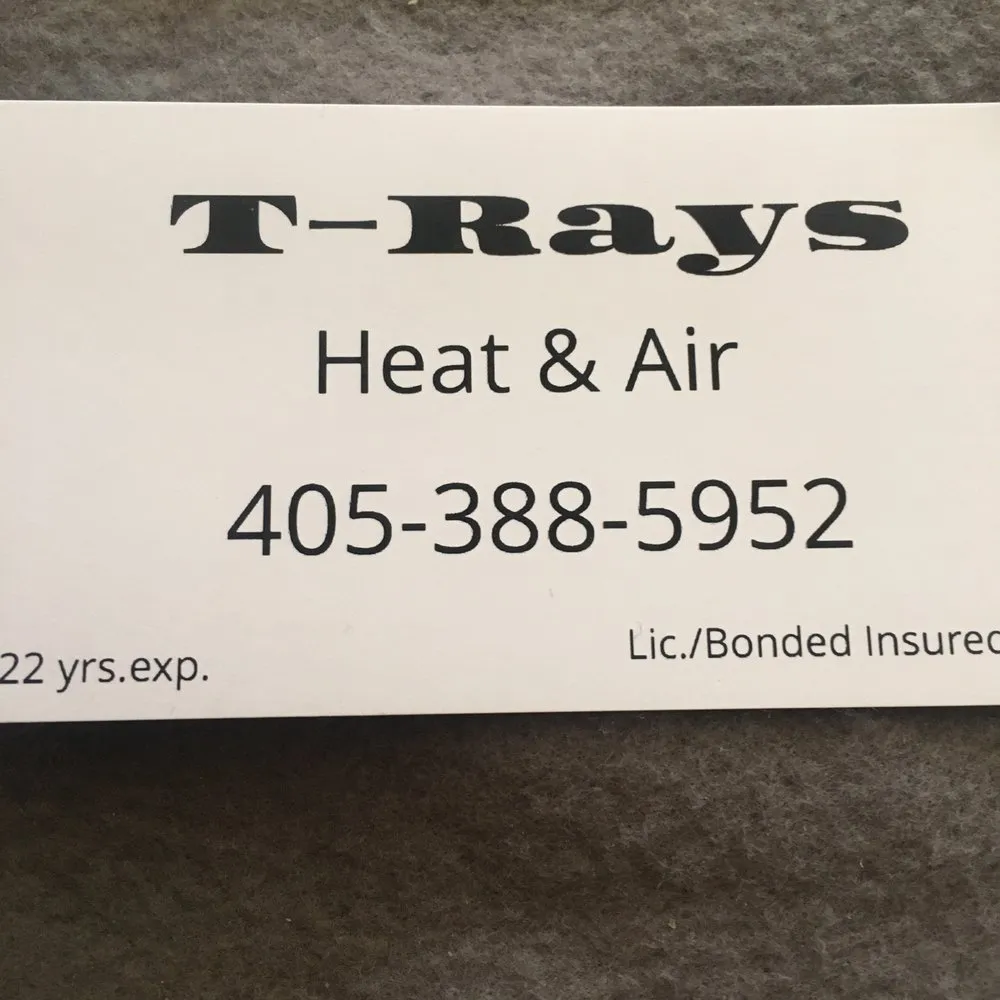 T-Rays
Heat & Air
405-388-5952
22 yrs.exp.
Lic./Bonded Insured